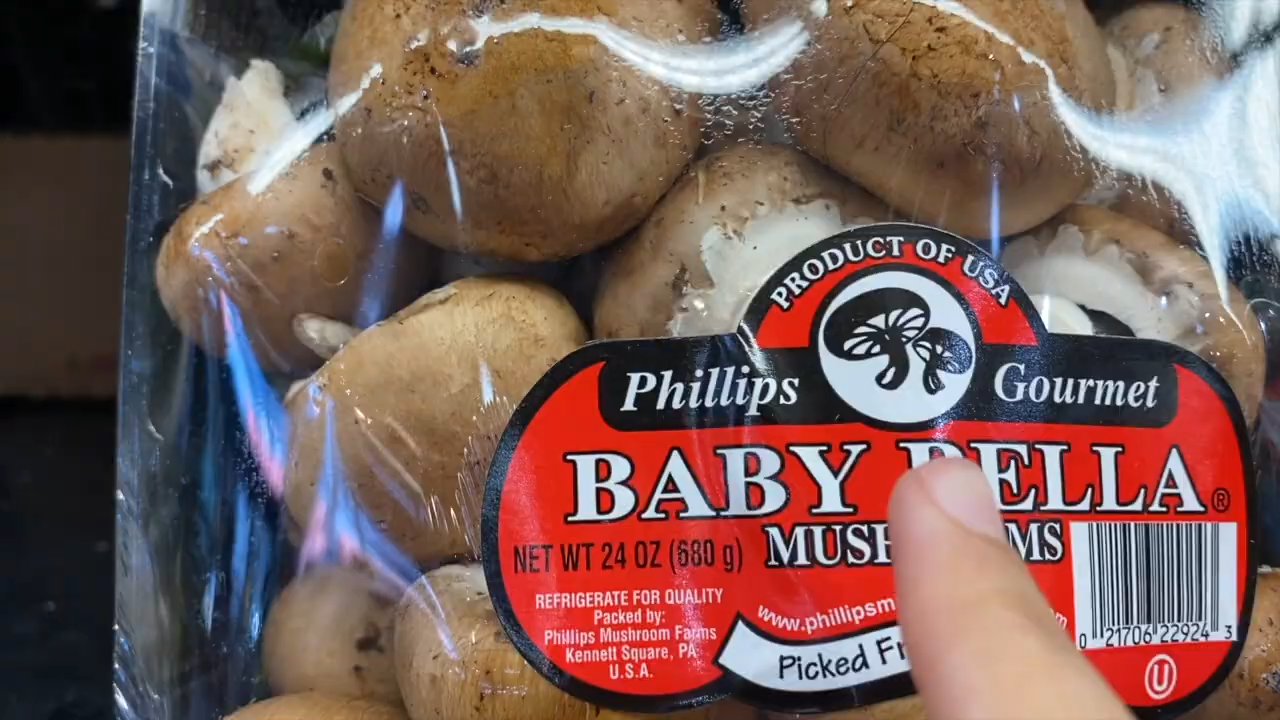 PRODUCT OF USA
Phillips Gourmet
BABY BELLA®
NET WT 24 OZ (680 g)
MUSH MS
REFRIGERATE FOR QUALITY
Packed by:
Phillips Mushroom Farms
Kennett Square, PA
U.S.A.
www.phillipsm
Picked Fr
0 21706 22924 3
U